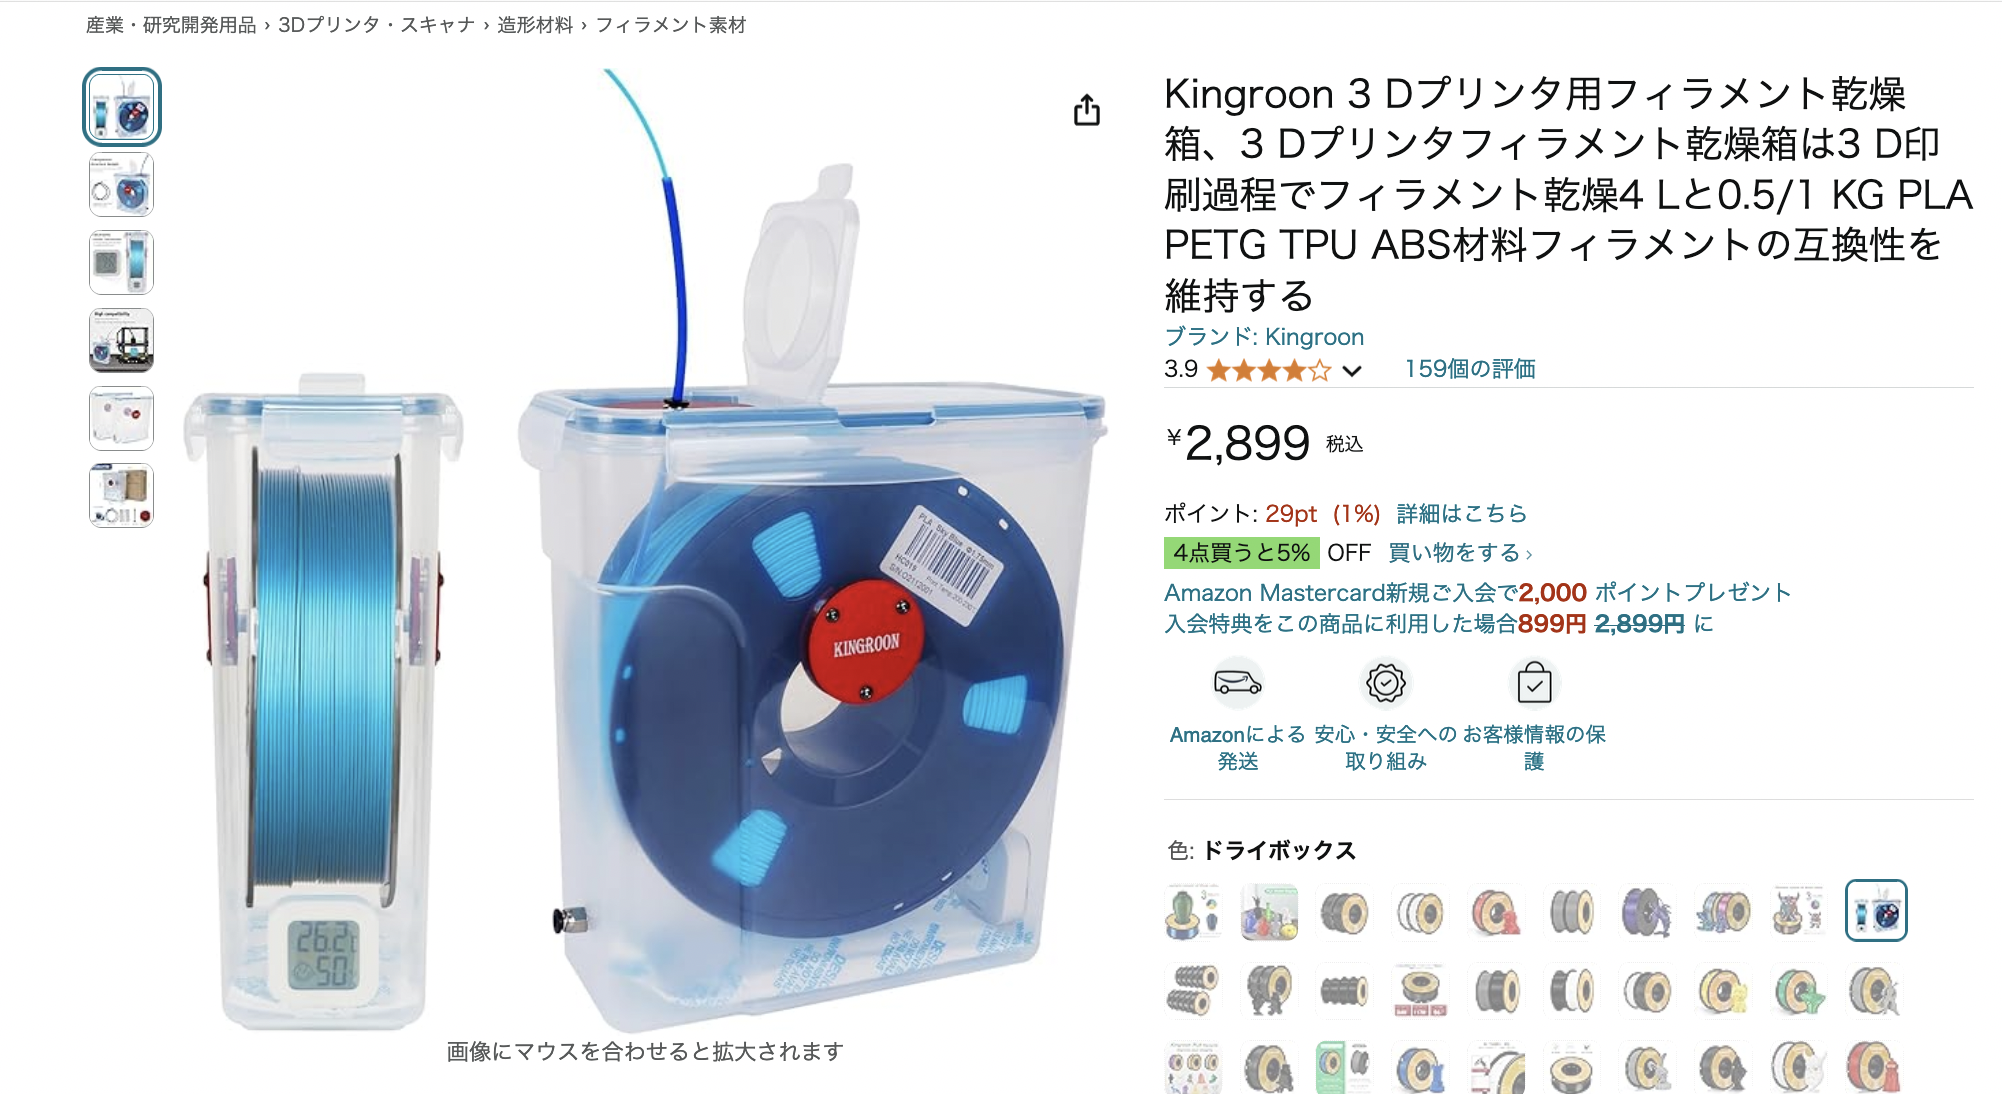 産業・研究開発用品 › 3Dプリンタ・スキャナ › 造形材料 › フィラメント素材
Kingroon 3 Dプリンタ用フィラメント乾燥
箱、3 Dプリンタフィラメント乾燥箱は3 D印
刷過程でフィラメント乾燥4 Lと0.5/1 KG PLA
PETG TPU ABS材料フィラメントの互換性を
維持する
ブランド: Kingroon
3.9 159個の評価
¥2,899 税込
ポイント: 29pt (1%) 詳細はこちら
4点買うと5% OFF 買い物をする ›
Amazon Mastercard新規ご入会で2,000 ポイントプレゼント
入会特典をこの商品に利用した場合899円 2,899円 に
Amazonによる発送
安心・安全への取り組み
お客様情報の保護
色: ドライボックス
PLA Sky Blue Φ1.75mm
HC019
KINGROON
50
画像にマウスを合わせると拡大されます